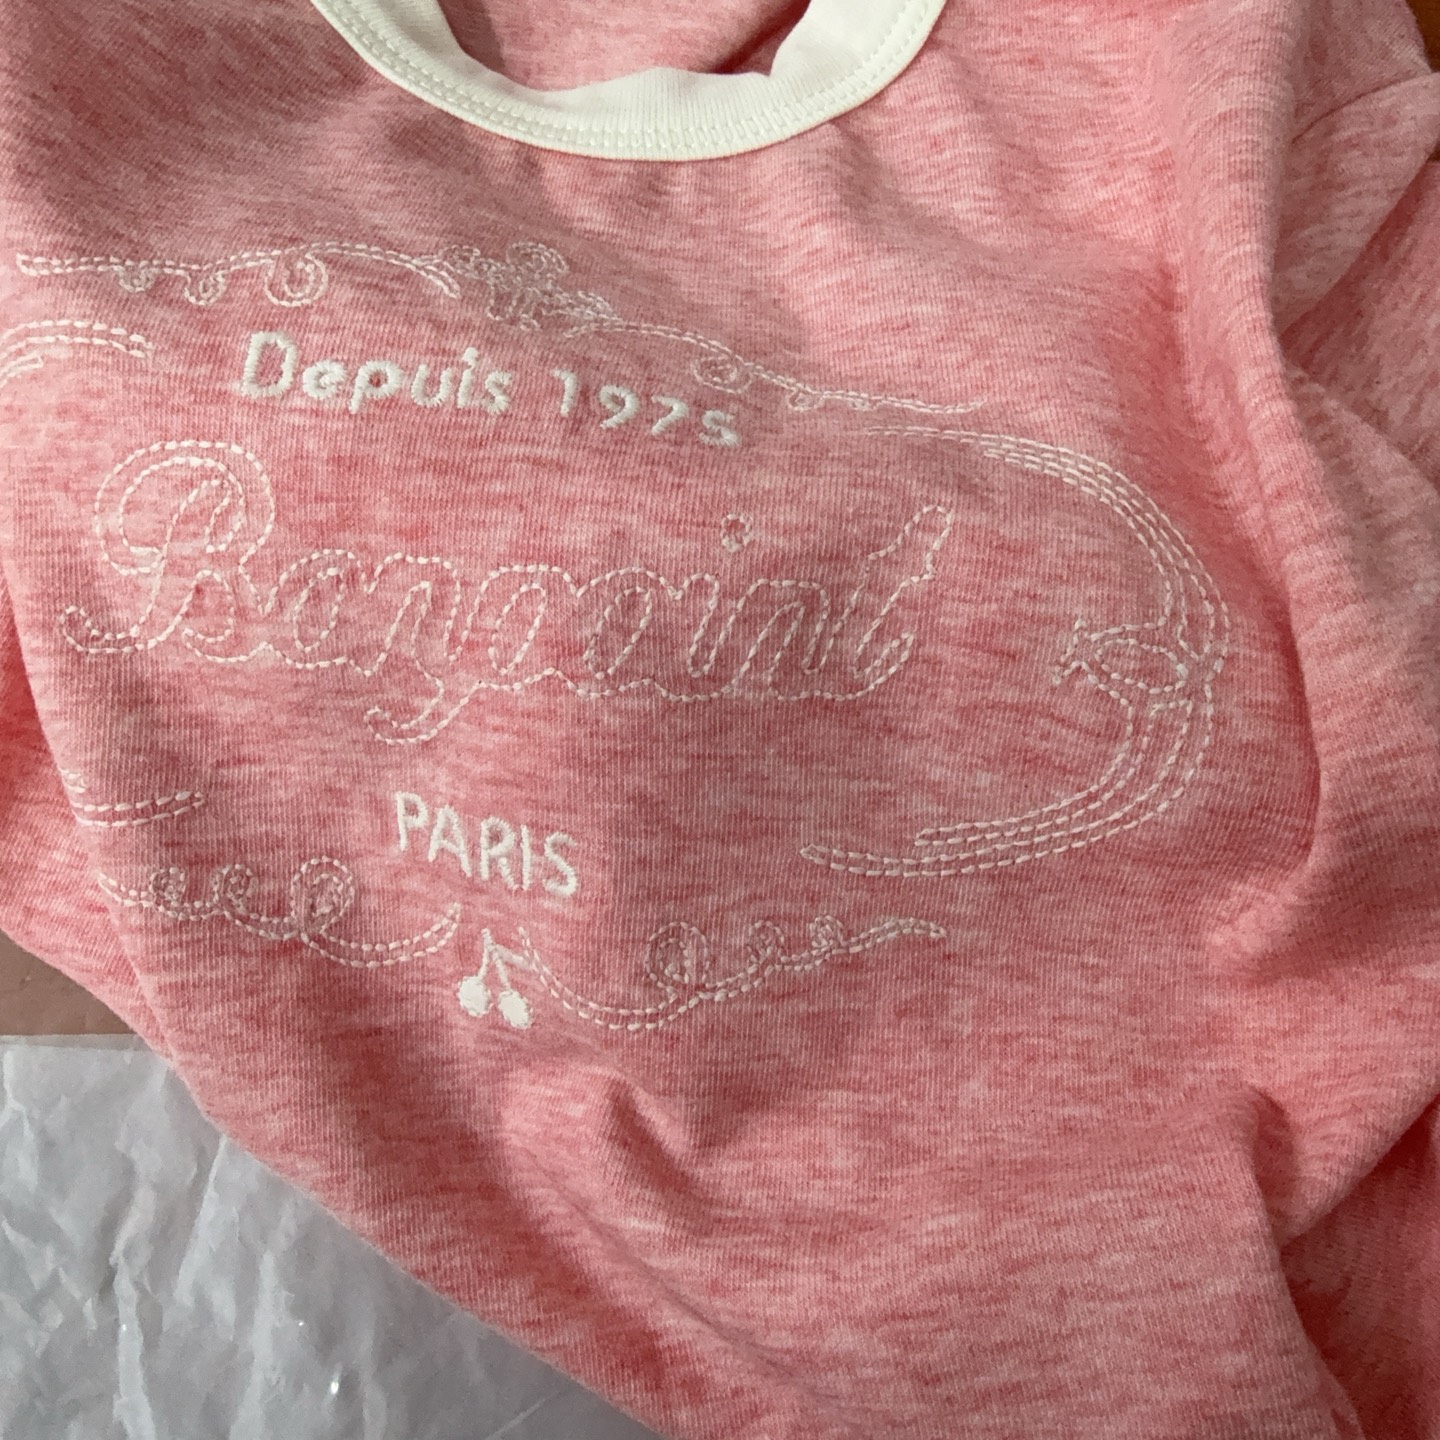 Depuis 1975
Bonpoint
PARIS